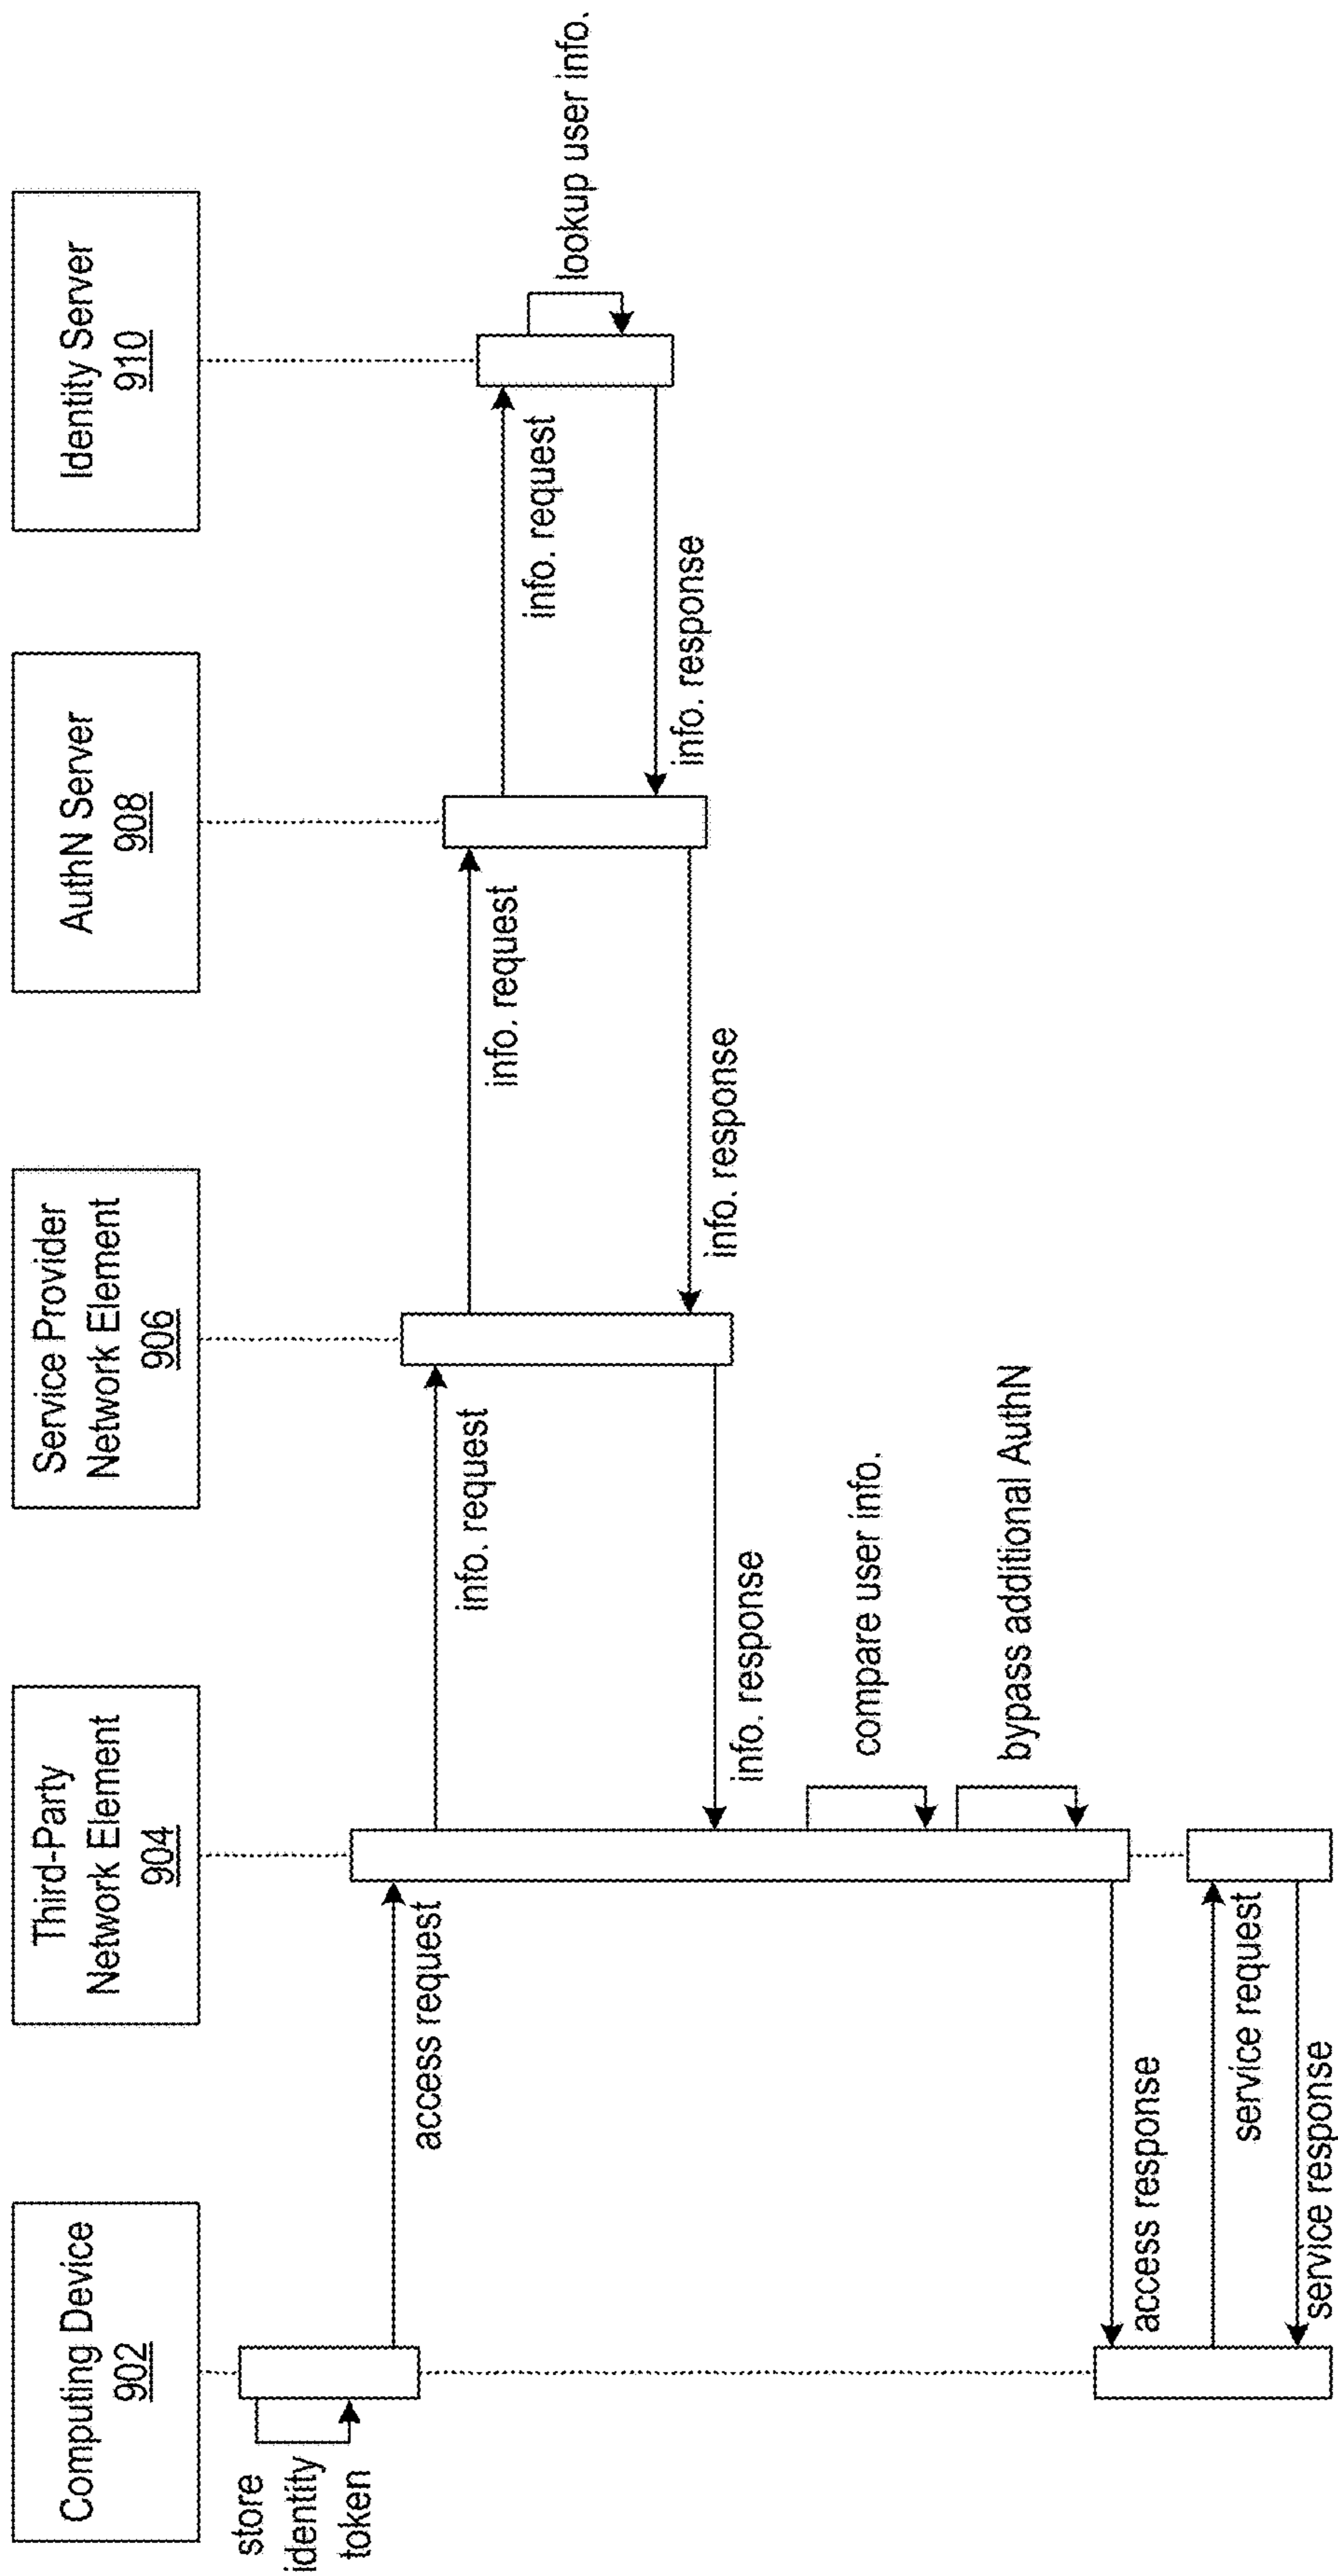 Computing Device
902
Third-Party
Network Element
904
Service Provider
Network Element
906
AuthN Server
908
Identity Server
910
store
identity
token
access request
info. request
info. request
info. request
lookup user info.
info. response
info. response
info. response
compare user info.
bypass additional AuthN
access response
service request
service response